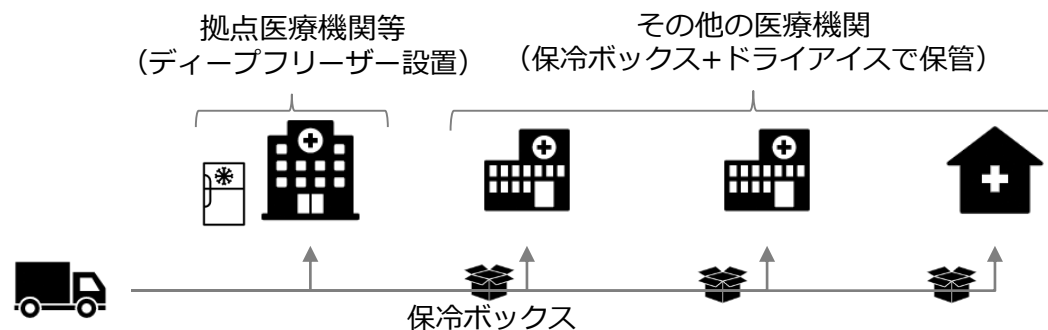 拠点医療機関等
（ディープフリーザー設置）
その他の医療機関
（保冷ボックス+ドライアイスで保管）
保冷ボックス